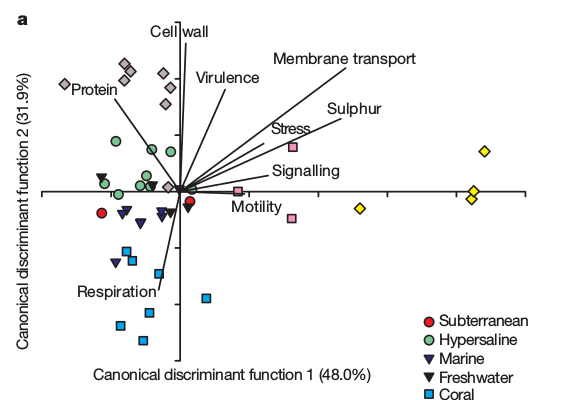 a
Cell wall
Membrane transport
Virulence
Protein
Sulphur
Stress
Signalling
Motility
Respiration
Canonical discriminant function 2 (31.9%)
Canonical discriminant function 1 (48.0%)
Subterranean
Hypersaline
Marine
Freshwater
Coral